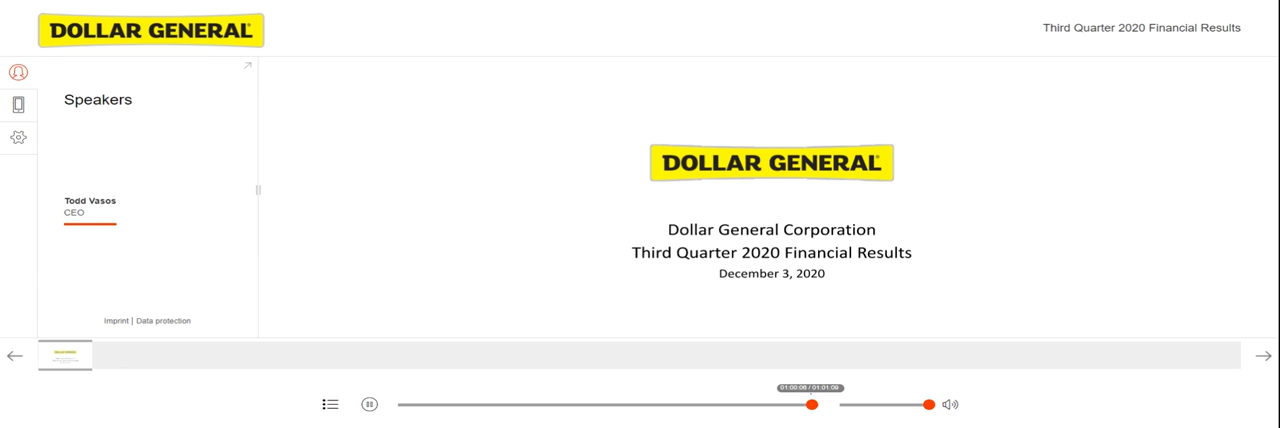 DOLLAR GENERAL
Third Quarter 2020 Financial Results
Speakers
Todd Vasos
CEO
Imprint | Data protection
DOLLAR GENERAL
Dollar General Corporation
Third Quarter 2020 Financial Results
December 3, 2020
01:00:06 / 01:01:09